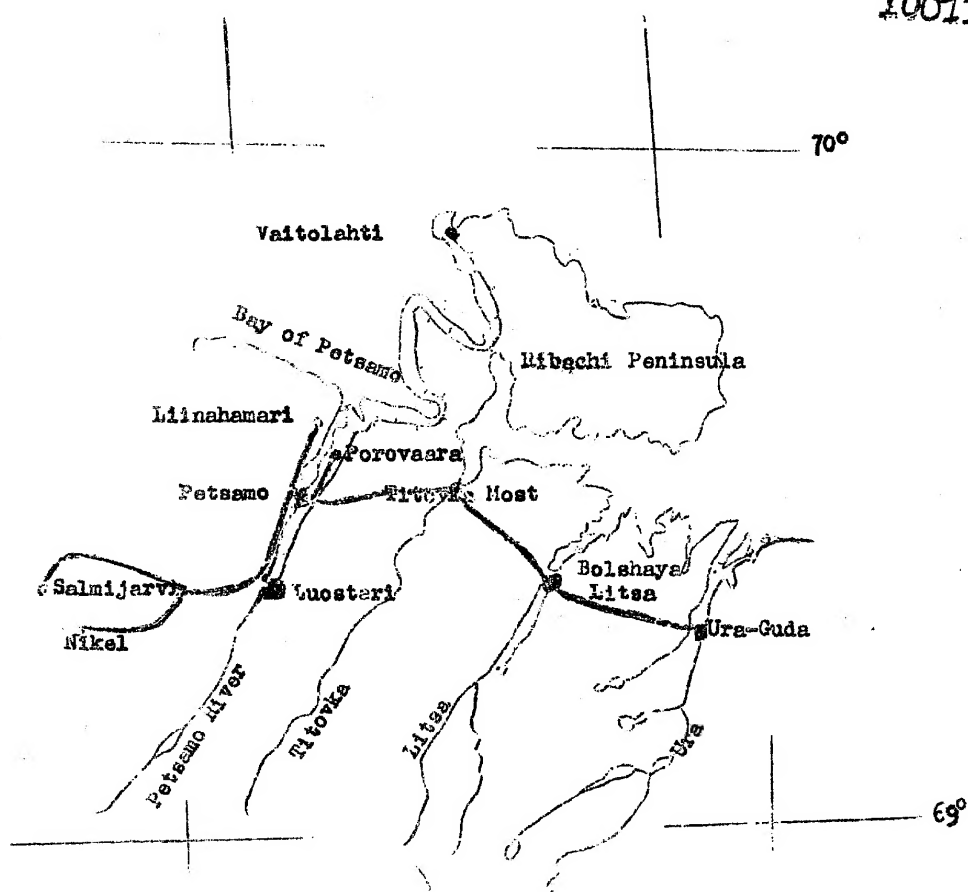 70°
Vaitolahti
Bay of Petsamo
Ribachi Peninsula
Liinahamari
Porovaara
Petsamo
Titovka Most
Bolshaya
Litsa
Salmijarvi
Luostari
Ura-Guda
Nikel
Petsamo River
Titovka
Litsa
Ura
69°